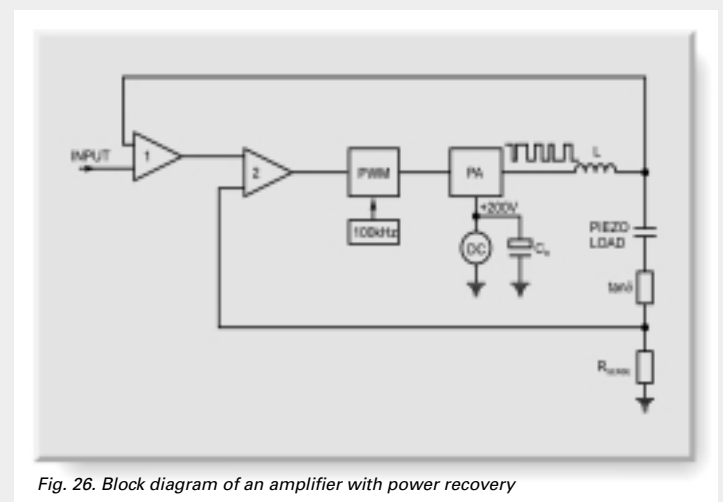 INPUT
1
2
PWM
100kHz
PA
L
+200V
DC
PIEZO
LOAD
tanδ
Fig. 26. Block diagram of an amplifier with power recovery